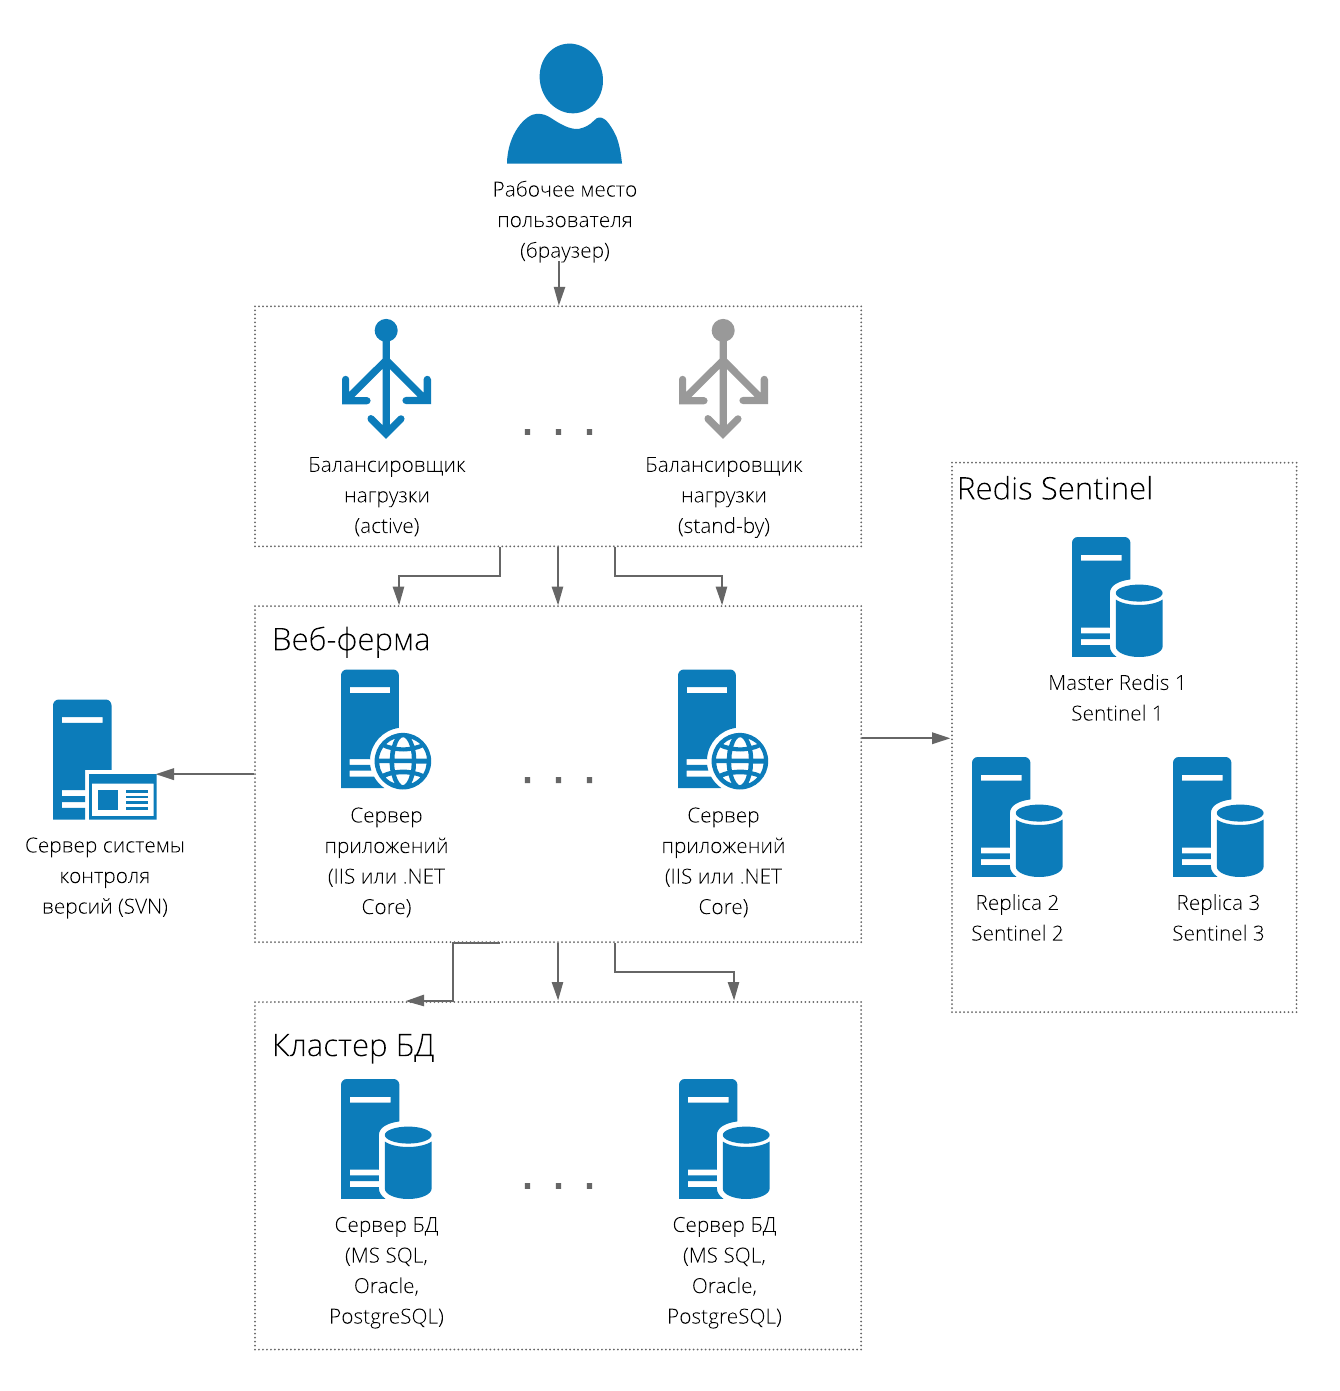 Рабочее место
пользователя
(браузер)
Балансировщик
нагрузки
(active)
. . .
Балансировщик
нагрузки
(stand-by)
Redis Sentinel
Master Redis 1
Sentinel 1
Replica 2
Sentinel 2
Replica 3
Sentinel 3
Веб-ферма
Сервер
приложений
(IIS или .NET
Core)
. . .
Сервер
приложений
(IIS или .NET
Core)
Сервер системы
контроля
версий (SVN)
Кластер БД
Сервер БД
(MS SQL,
Oracle,
PostgreSQL)
. . .
Сервер БД
(MS SQL,
Oracle,
PostgreSQL)